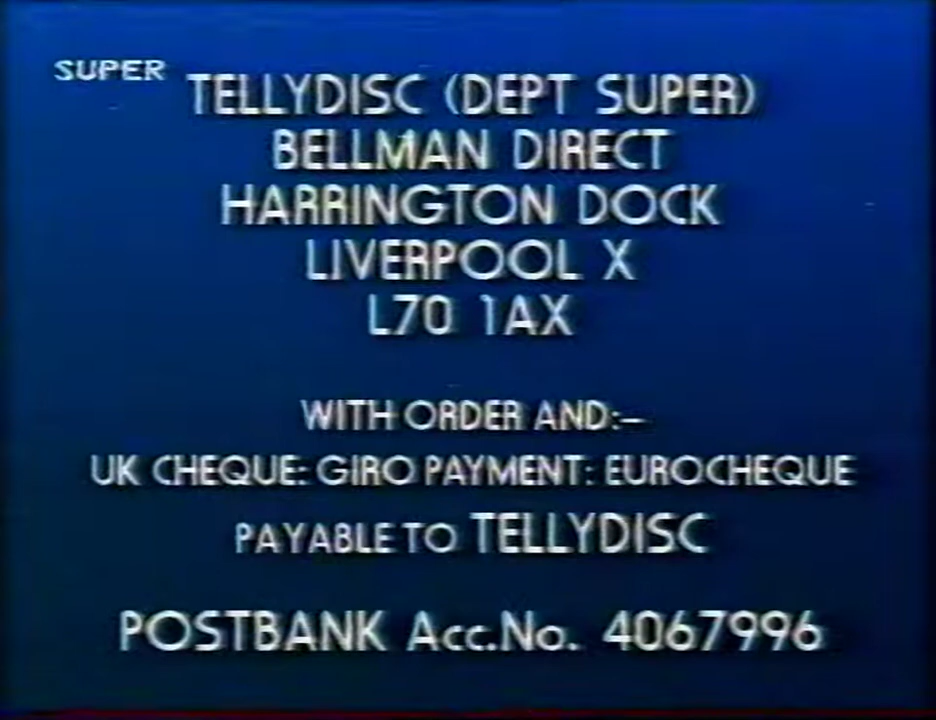 SUPER
TELLYDISC (DEPT SUPER)
BELLMAN DIRECT
HARRINGTON DOCK
LIVERPOOL X
L70 1AX
WITH ORDER AND:–
UK CHEQUE: GIRO PAYMENT: EUROCHEQUE
PAYABLE TO TELLYDISC
POSTBANK Acc.No. 4067996